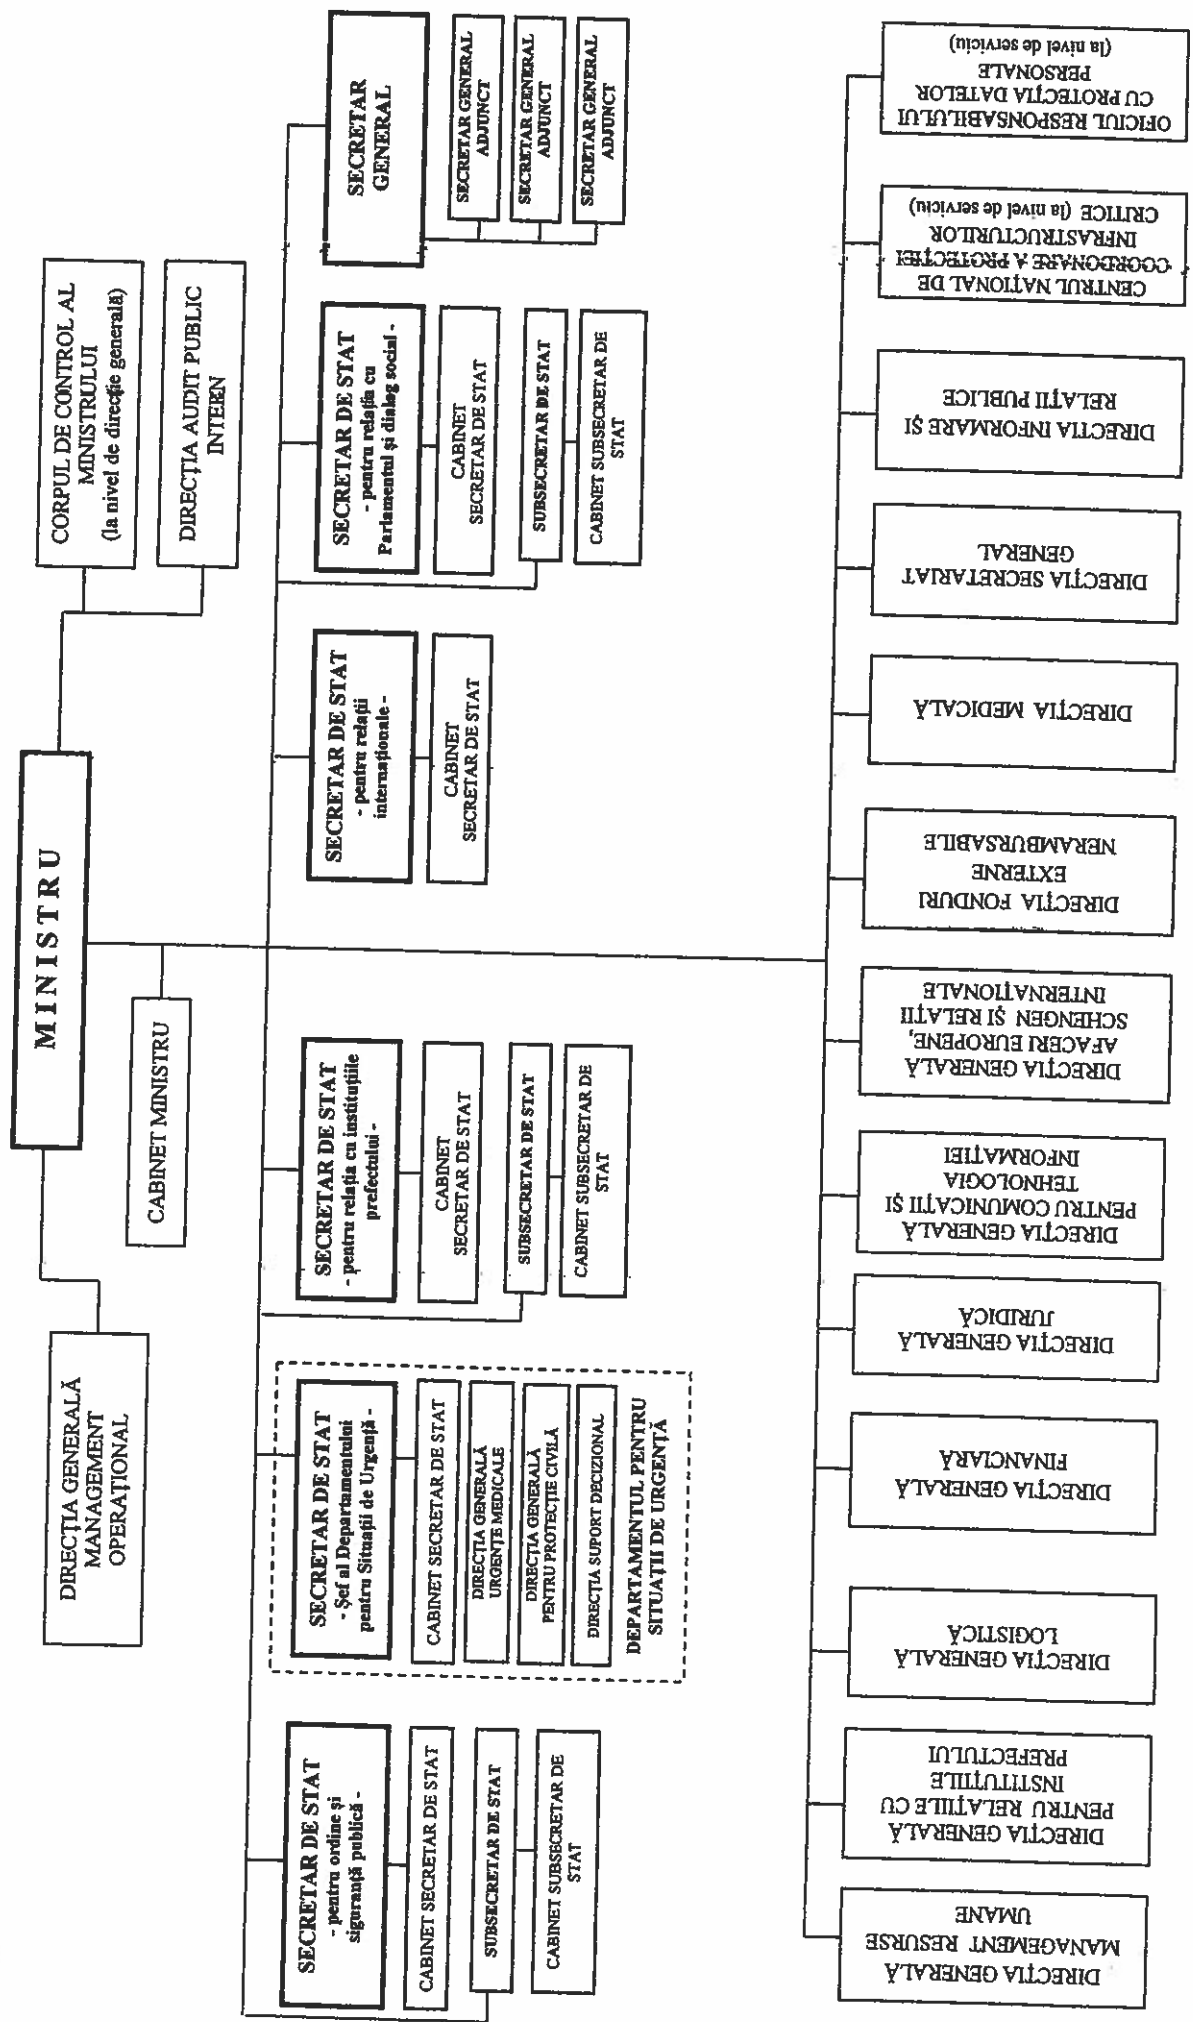 MINISTRU
DIRECȚIA GENERALĂ
MANAGEMENT
OPERAȚIONAL
CABINET MINISTRU
CORPUL DE CONTROL AL
MINISTRULUI
(la nivel de direcție generală)
DIRECȚIA AUDIT PUBLIC
INTERN
SECRETAR DE STAT
- pentru ordine și
siguranță publică -
CABINET SECRETAR DE STAT
SUBSECRETAR DE STAT
CABINET SUBSECRETAR DE
STAT
SECRETAR DE STAT
- Șef al Departamentului
pentru Situații de Urgență -
CABINET SECRETAR DE STAT
DIRECȚIA GENERALĂ
URGENȚE MEDICALE
DIRECȚIA GENERALĂ
PENTRU PROTECȚIE CIVILĂ
DIRECȚIA SUPORT DECIZIONAL
DEPARTAMENTUL PENTRU
SITUAȚII DE URGENȚĂ
SECRETAR DE STAT
- pentru relația cu instituțiile
prefectului -
CABINET
SECRETAR DE STAT
SUBSECRETAR DE STAT
CABINET SUBSECRETAR DE
STAT
SECRETAR DE STAT
- pentru relații
internaționale -
CABINET
SECRETAR DE STAT
SECRETAR DE STAT
- pentru relația cu
Parlamentul și dialog social -
CABINET
SECRETAR DE STAT
SUBSECRETAR DE STAT
CABINET SUBSECRETAR DE
STAT
SECRETAR
GENERAL
SECRETAR GENERAL
ADJUNCT
SECRETAR GENERAL
ADJUNCT
SECRETAR GENERAL
ADJUNCT
DIRECȚIA GENERALĂ
MANAGEMENT RESURSE
UMANE
DIRECȚIA GENERALĂ
PENTRU RELAȚIILE CU
INSTITUȚIILE
PREFECTULUI
DIRECȚIA GENERALĂ
LOGISTICĂ
DIRECȚIA GENERALĂ
FINANCIARĂ
DIRECȚIA GENERALĂ
JURIDICĂ
DIRECȚIA GENERALĂ
PENTRU COMUNICAȚII ȘI
TEHNOLOGIA
INFORMAȚIEI
DIRECȚIA GENERALĂ
AFACERI EUROPENE,
SCHENGEN ȘI RELAȚII
INTERNAȚIONALE
DIRECȚIA FONDURI
EXTERNE
NERAMBURSABILE
DIRECȚIA MEDICALĂ
DIRECȚIA SECRETARIAT
GENERAL
DIRECȚIA INFORMARE ȘI
RELAȚII PUBLICE
CENTRUL NAȚIONAL DE
COORDONARE A PROTECȚIEI
INFRASTRUCTURILOR
CRITICE (la nivel de serviciu)
OFICIUL RESPONSABILULUI
CU PROTECȚIA DATELOR
PERSONALE
(la nivel de serviciu)